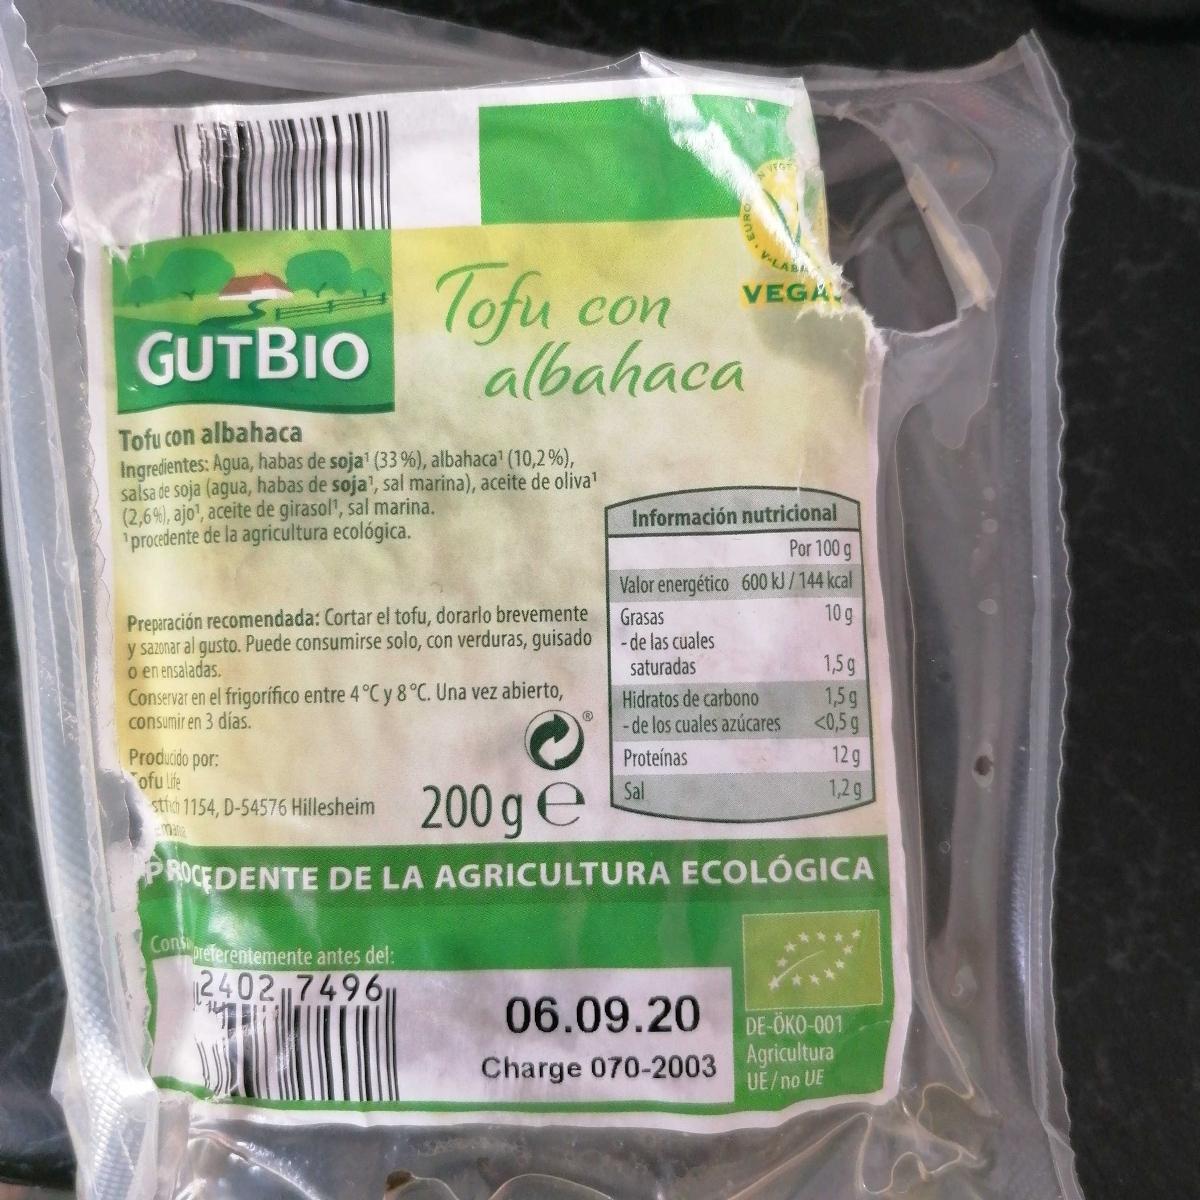 Tofu con
albahaca
GUTBIO
V-LAB
VEGA
Tofu con albahaca
Ingredientes: Agua, habas de soja¹ (33%), albahaca¹ (10,2%),
salsa de soja (agua, habas de soja¹, sal marina), aceite de oliva¹
(2,6%), ajo¹, aceite de girasol¹, sal marina.
¹procedente de la agricultura ecológica.
Preparación recomendada: Cortar el tofu, dorarlo brevemente
y sazonar al gusto. Puede consumirse solo, con verduras, guisado
o en ensaladas.
Conservar en el frigorífico entre 4°C y 8°C. Una vez abierto,
consumir en 3 días.
Producido por:
Tofu Life
1154, D-54576 Hillesheim
200 g e
Información nutricional
Por 100 g
Valor energético 600 kJ / 144 kcal
Grasas 10 g
- de las cuales
saturadas 1,5 g
Hidratos de carbono 1,5 g
- de los cuales azúcares <0,5 g
Proteínas 12 g
Sal 1,2 g
PROCEDENTE DE LA AGRICULTURA ECOLÓGICA
preferentemente antes del:
2402 7496
06.09.20
Charge 070-2003
DE-ÖKO-001
Agricultura
UE/no UE